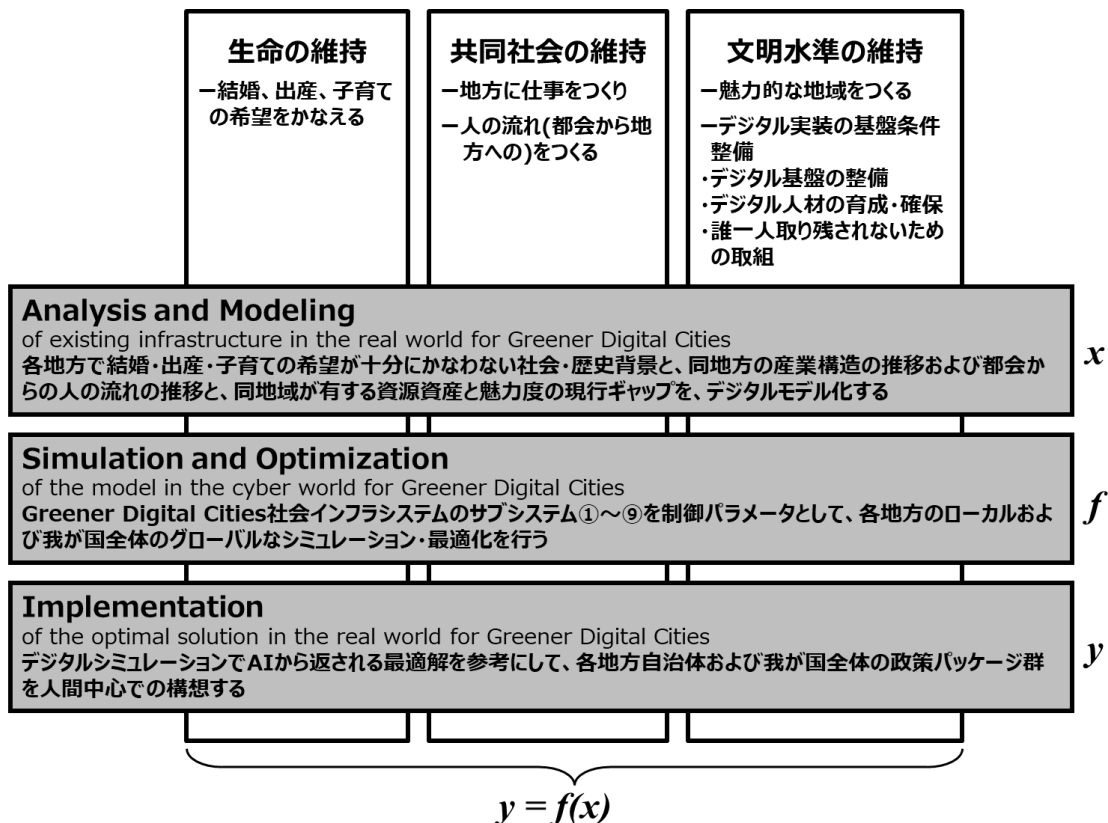 生命の維持
ー結婚、出産、子育て
の希望をかなえる
共同社会の維持
ー地方に仕事をつくり
ー人の流れ(都会から地
方への)をつくる
文明水準の維持
ー魅力的な地域をつくる
ーデジタル実装の基盤条件
整備
・デジタル基盤の整備
・デジタル人材の育成・確保
・誰一人取り残されないため
の取組
Analysis and Modeling
of existing infrastructure in the real world for Greener Digital Cities
各地方で結婚・出産・子育ての希望が十分にかなわない社会・歴史背景と、同地方の産業構造の推移および都会か
らの人の流れの推移と、同地域が有する資源資産と魅力度の現行ギャップを、デジタルモデル化する
x
Simulation and Optimization
of the model in the cyber world for Greener Digital Cities
Greener Digital Cities社会インフラシステムのサブシステム①～⑨を制御パラメータとして、各地方のローカルおよ
び我が国全体のグローバルなシミュレーション・最適化を行う
f
Implementation
of the optimal solution in the real world for Greener Digital Cities
デジタルシミュレーションでAIから返される最適解を参考にして、各地方自治体および我が国全体の政策パッケージ群
を人間中心での構想する
y
y = f(x)